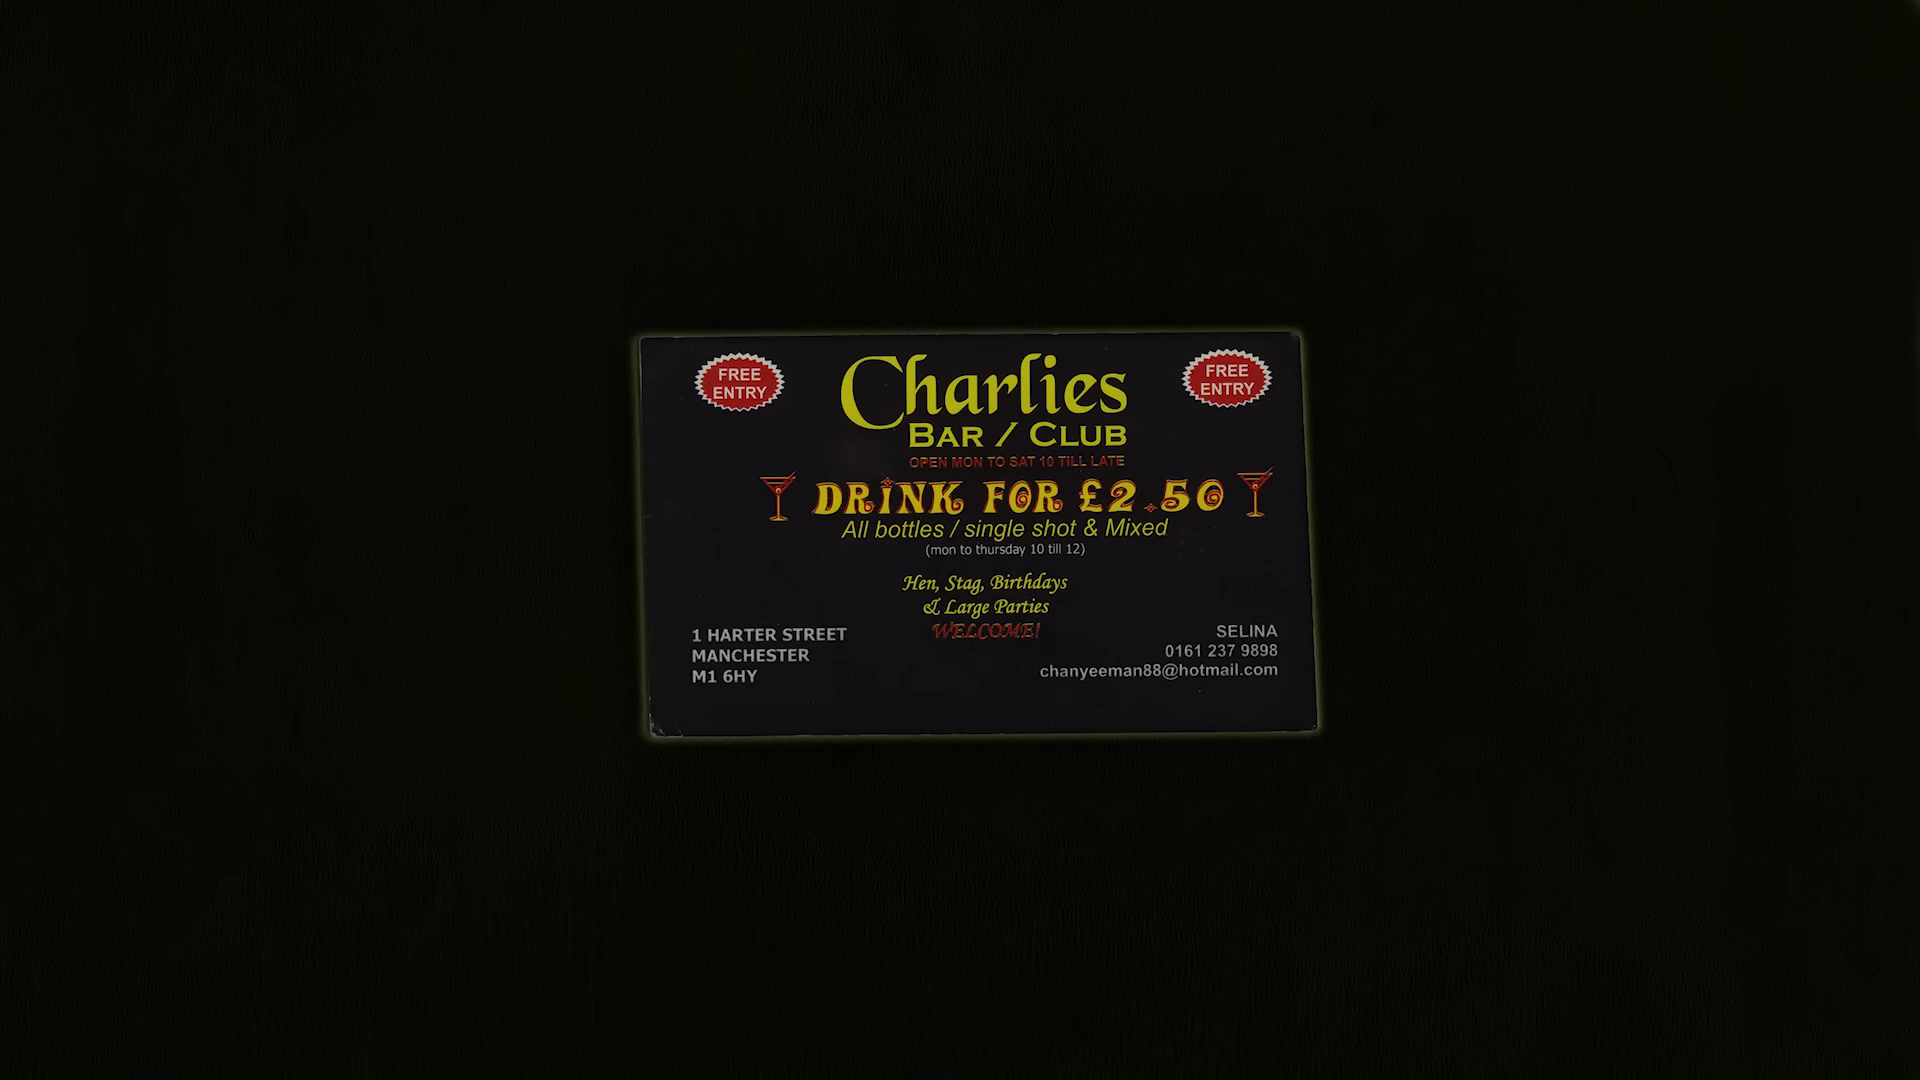 FREE
ENTRY
Charlies
BAR / CLUB
FREE
ENTRY
OPEN MON TO SAT 10 TILL LATE
DRINK FOR £2.50
All bottles / single shot & Mixed
(mon to thursday 10 till 12)
Hen, Stag, Birthdays
& Large Parties
WELCOME!
1 HARTER STREET
MANCHESTER
M1 6HY
SELINA
0161 237 9898
chanyeeman88@hotmail.com